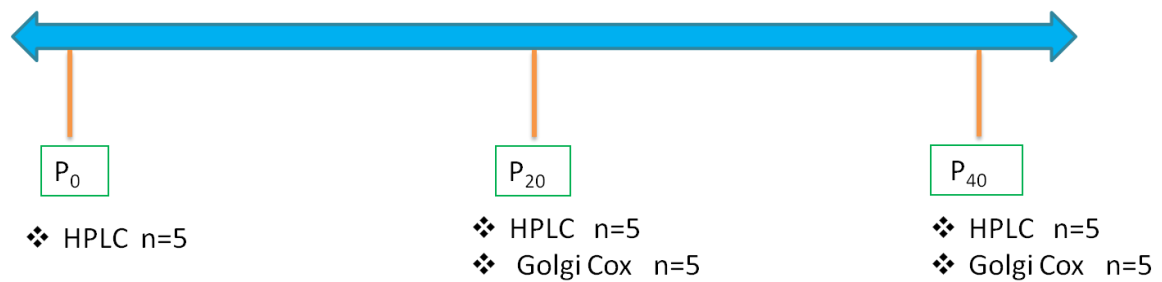 P₀
❖ HPLC n=5
P₂₀
❖ HPLC n=5
❖ Golgi Cox n=5
P₄₀
❖ HPLC n=5
❖ Golgi Cox n=5